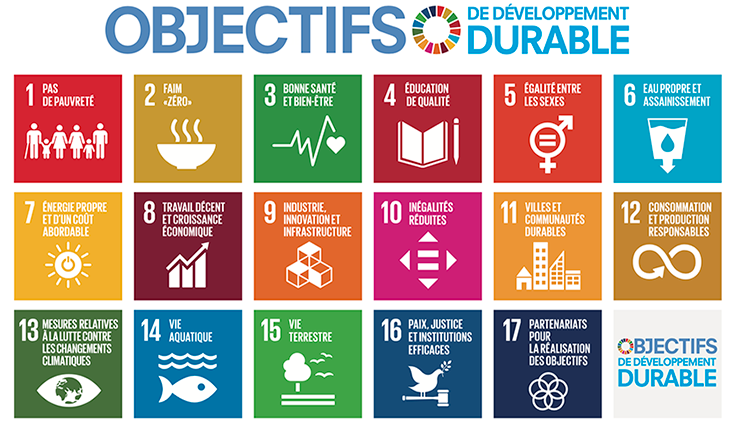 OBJECTIFS
DE DÉVELOPPEMENT
DURABLE
1 PAS
DE PAUVRETÉ
2 FAIM
«ZÉRO»
3 BONNE SANTÉ
ET BIEN-ÊTRE
4 ÉDUCATION
DE QUALITÉ
5 ÉGALITÉ ENTRE
LES SEXES
6 EAU PROPRE ET
ASSAINISSEMENT
7 ÉNERGIE PROPRE
ET D'UN COÛT
ABORDABLE
8 TRAVAIL DÉCENT
ET CROISSANCE
ÉCONOMIQUE
9 INDUSTRIE,
INNOVATION ET
INFRASTRUCTURE
10 INÉGALITÉS
RÉDUITES
11 VILLES ET
COMMUNAUTÉS
DURABLES
12 CONSOMMATION
ET PRODUCTION
RESPONSABLES
13 MESURES RELATIVES
À LA LUTTE CONTRE
LES CHANGEMENTS
CLIMATIQUES
14 VIE
AQUATIQUE
15 VIE
TERRESTRE
16 PAIX, JUSTICE
ET INSTITUTIONS
EFFICACES
17 PARTENARIATS
POUR
LA RÉALISATION
DES OBJECTIFS
OBJECTIFS
DE DÉVELOPPEMENT
DURABLE